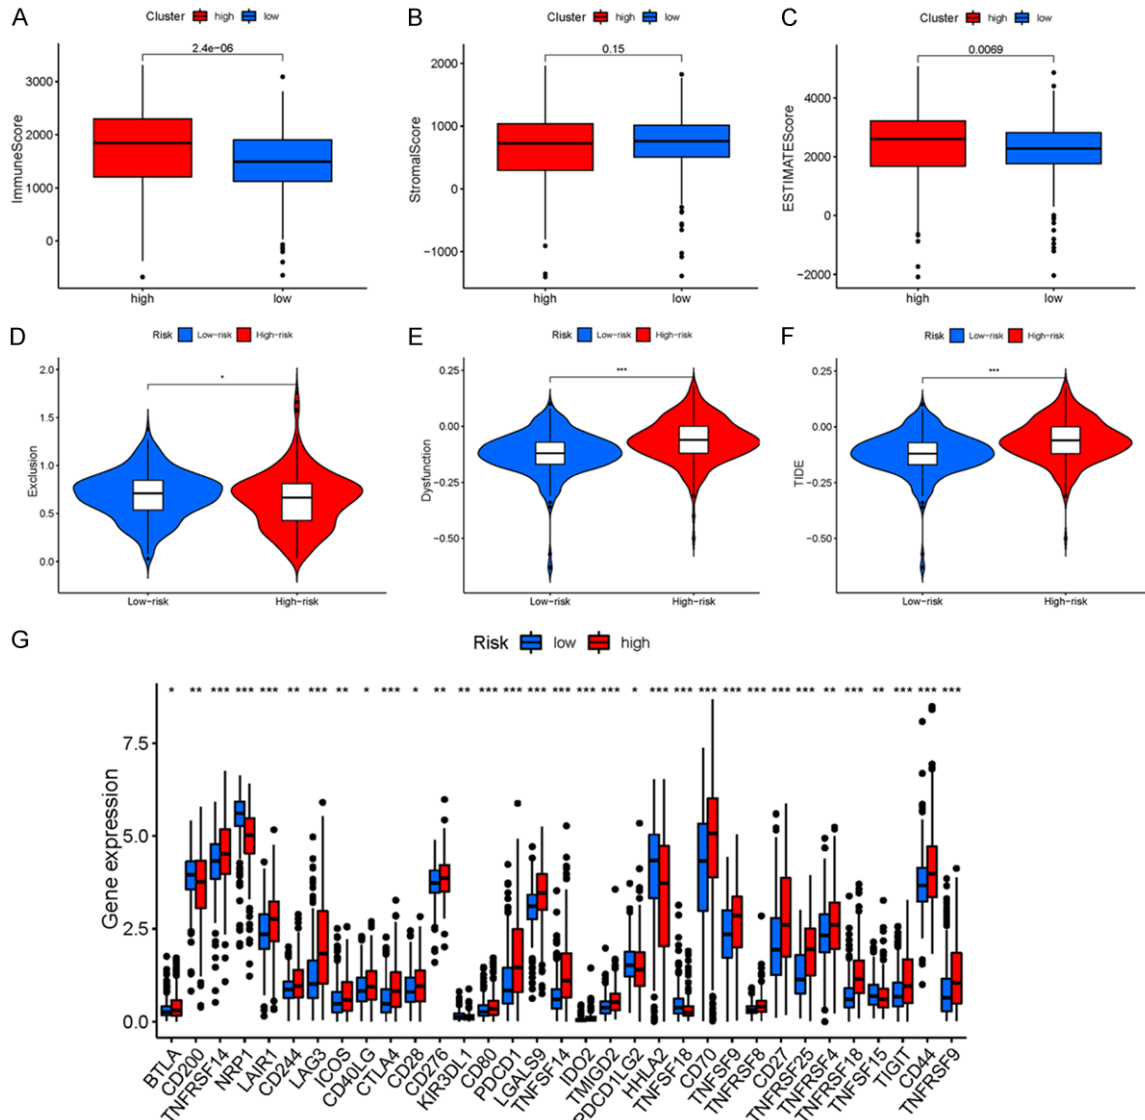 A
Cluster high low
2.4e−06
ImmuneScore
3000
2000
1000
0
high low
B
Cluster high low
0.15
StromalScore
2000
1000
0
−1000
high low
C
Cluster high low
0.0069
ESTIMATEScore
4000
2000
0
−2000
high low
D
Risk Low−risk High−risk
*
Exclusion
2.0
1.5
1.0
0.5
0.0
Low−risk High−risk
E
Risk Low−risk High−risk
***
Dysfunction
0.25
0.00
−0.25
−0.50
Low−risk High−risk
F
Risk Low−risk High−risk
***
TIDE
0.25
0.00
−0.25
−0.50
Low−risk High−risk
G
Risk low high
* ** *** *** *** ** *** ** * ** * ** ** *** *** *** *** *** *** * *** *** *** *** *** *** *** ** *** ** *** *** ***
Gene expression
7.5
5.0
2.5
0.0
BTLA
CD200
TNFRSF14
NRP1
LAIR1
CD244
LAG3
ICOS
CD40LG
CTLA4
CD28
CD276
KIR3DL1
CD80
PDCD1
LGALS9
TNFSF14
IDO2
TMIGD2
PDCD1LG2
HHLA2
TNFSF18
CD70
TNFSF9
TNFRSF8
CD27
TNFRSF25
TNFRSF4
TNFRSF18
TNFSF15
TIGIT
CD44
TNFRSF9